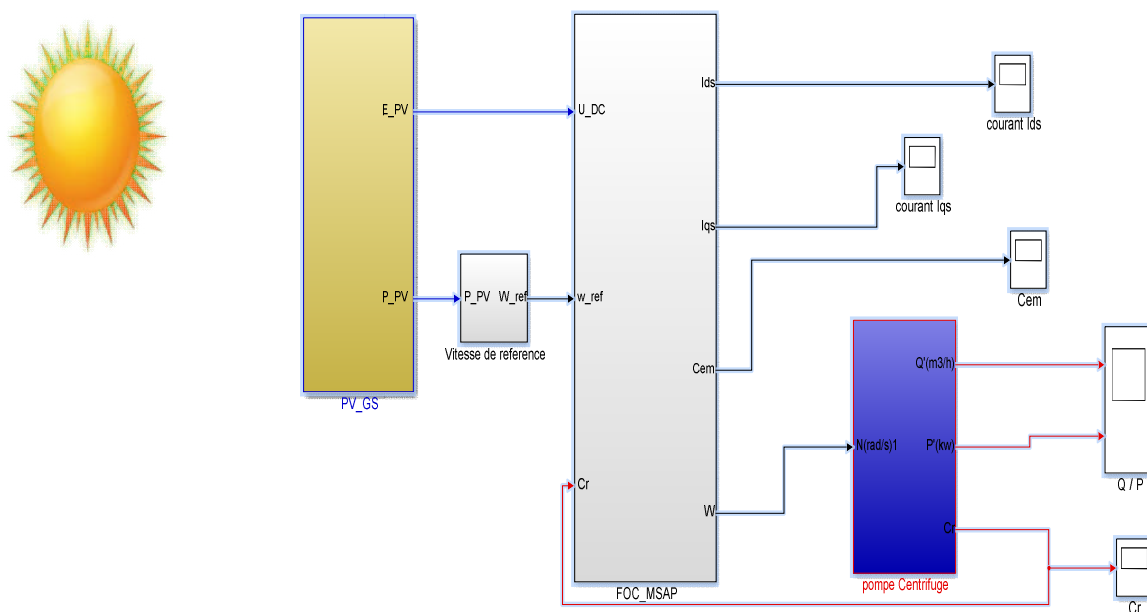 E_PV
P_PV
PV_GS
P_PV W_ref
Vitesse de reference
U_DC
w_ref
Cr
Ids
Iqs
Cem
W
FOC_MSAP
courant Ids
courant Iqs
Cem
N(rad/s)1
Q'(m3/h)
P'(kw)
Cr
pompe Centrifuge
Q / P
Cr